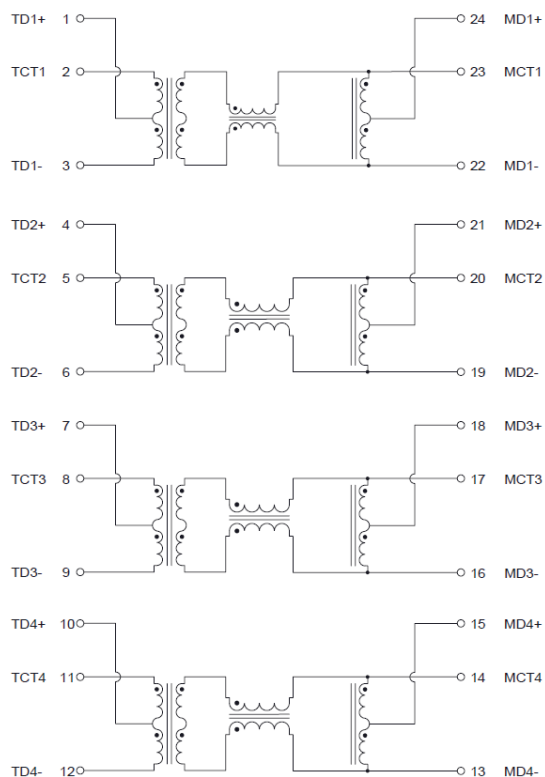 TD1+ 1 24 MD1+
TCT1 2 23 MCT1
TD1- 3 22 MD1-
TD2+ 4 21 MD2+
TCT2 5 20 MCT2
TD2- 6 19 MD2-
TD3+ 7 18 MD3+
TCT3 8 17 MCT3
TD3- 9 16 MD3-
TD4+ 10 15 MD4+
TCT4 11 14 MCT4
TD4- 12 13 MD4-